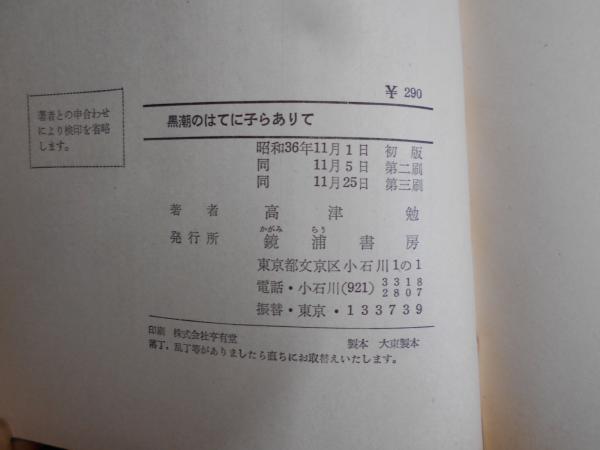 ¥ 290
著者との申合わせ
により検印を省略
します。
黒潮のはてに子らありて
昭和36年11月1日 初版
同 11月5日 第二刷
同 11月25日 第三刷
著者 高津勉
かがみ うら
発行所 鏡浦書房
東京都文京区小石川1の1
電話・小石川(921) 3318
2807
振替・東京・133739
印刷 株式会社亨有堂 製本 大東製本
落丁、乱丁等がありましたら直ちにお取替えいたします。